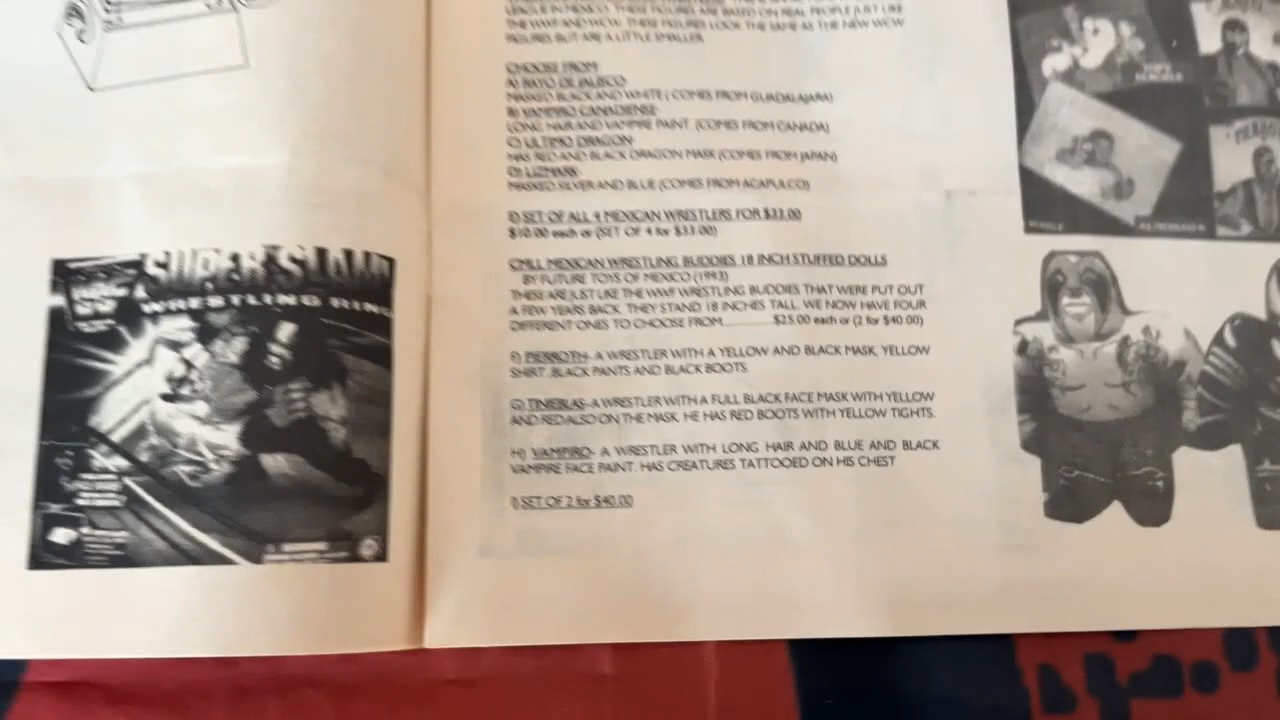 LEAGUE IN MEXICO. THESE FIGURES ARE BASED ON REAL PEOPLE JUST LIKE
THE WWF AND WCW. THESE FIGURES LOOK THE SAME AS THE NEW WCW
FIGURES BUT ARE A LITTLE SMALLER.
CHOOSE FROM
A) RAYO DE JALISCO-
MASKED BLACK AND WHITE ( COMES FROM GUADALAJARA)
B) VAMPIRO CANADIENSE-
LONG HAIR AND VAMPIRE PAINT (COMES FROM CANADA)
C) ULTIMO DRAGON-
HAS RED AND BLACK DRAGON MASK (COMES FROM JAPAN)
D) LIZMARK-
MASKED SILVER AND BLUE (COMES FROM ACAPULCO)
E) SET OF ALL 4 MEXICAN WRESTLERS FOR $33.00
$10.00 each or (SET OF 4 for $33.00)
CMLL MEXICAN WRESTLING BUDDIES 18 INCH STUFFED DOLLS
BY FUTURE TOYS OF MEXICO (1993)
THESE ARE JUST LIKE THE WWF WRESTLING BUDDIES THAT WERE PUT OUT
A FEW YEARS BACK. THEY STAND 18 INCHES TALL. WE NOW HAVE FOUR
DIFFERENT ONES TO CHOOSE FROM..............$25.00 each or (2 for $40.00)
F) PIERROTH- A WRESTLER WITH A YELLOW AND BLACK MASK, YELLOW
SHIRT ,BLACK PANTS AND BLACK BOOTS.
G) TINIEBLAS- A WRESTLER WITH A FULL BLACK FACE MASK WITH YELLOW
AND RED ALSO ON THE MASK. HE HAS RED BOOTS WITH YELLOW TIGHTS.
H) VAMPIRO- A WRESTLER WITH LONG HAIR AND BLUE AND BLACK
VAMPIRE FACE PAINT. HAS CREATURES TATTOOED ON HIS CHEST
I) SET OF 2 for $40.00
SUPER SLAM
WRESTLING RING